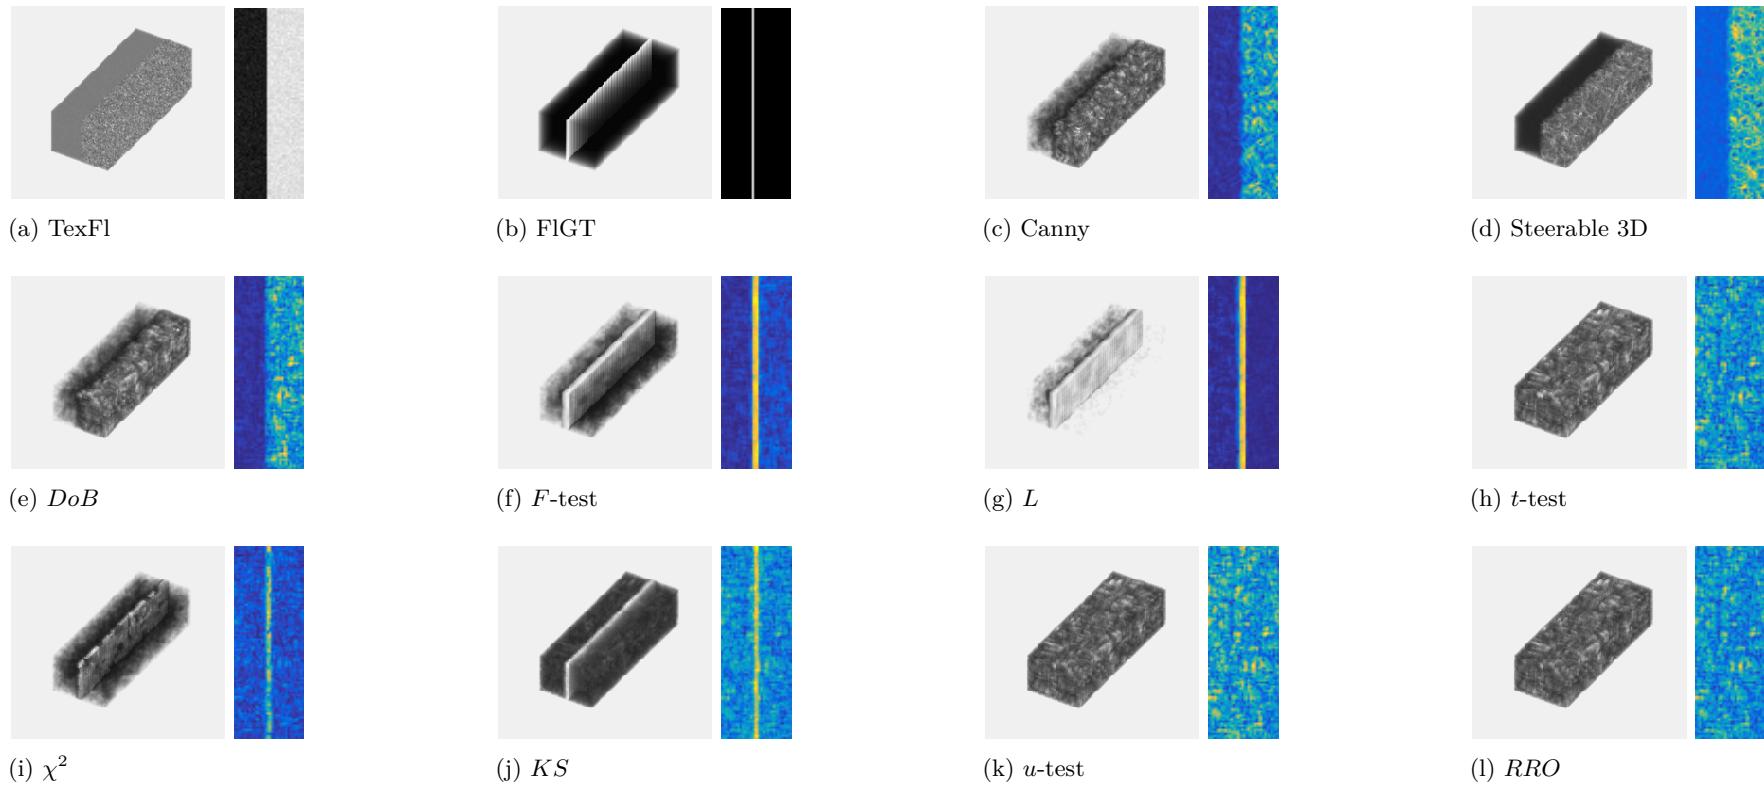 (a) TexFl
(b) FlGT
(c) Canny
(d) Steerable 3D
(e) DoB
(f) F-test
(g) L
(h) t-test
(i) χ²
(j) KS
(k) u-test
(l) RRO